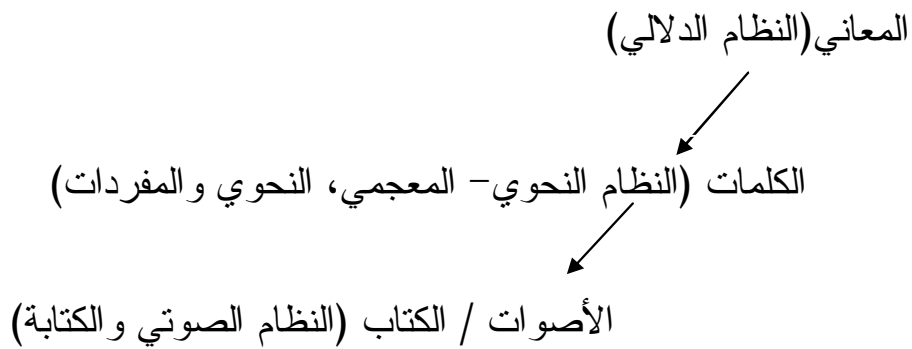 المعاني(النظام الدلالي)
الكلمات (النظام النحوي- المعجمي، النحوي والمفردات)
الأصوات / الكتاب (النظام الصوتي والكتابة)